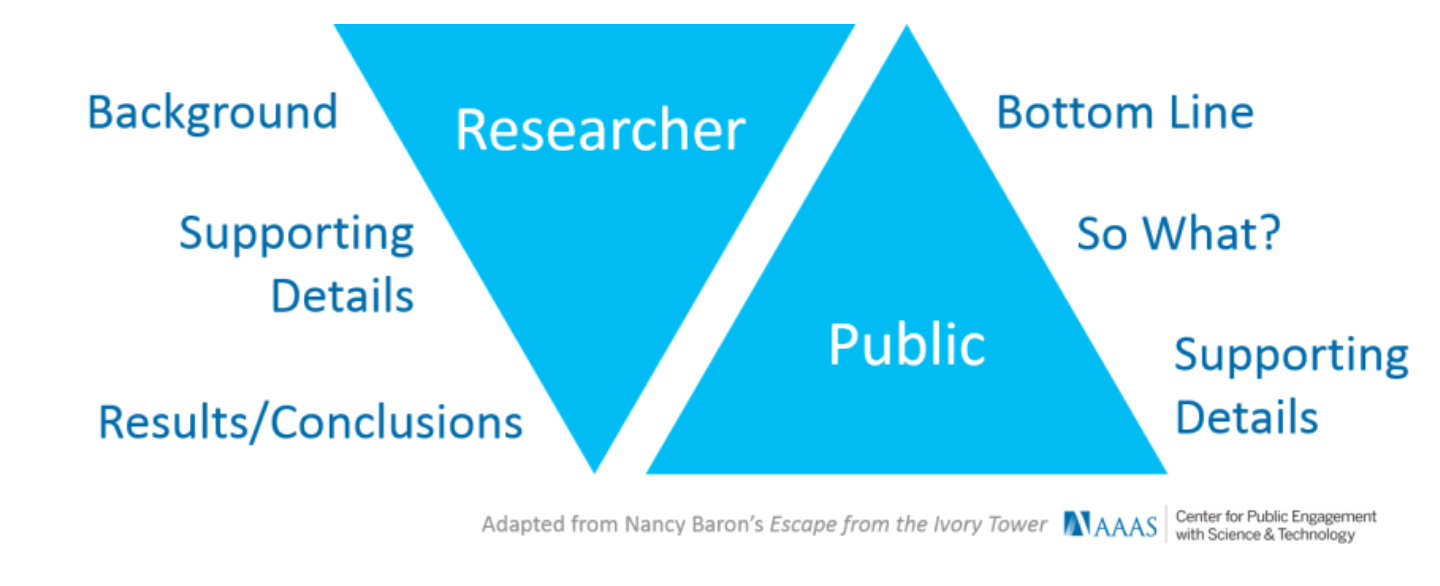 Background
Supporting
Details
Results/Conclusions
Researcher
Public
Bottom Line
So What?
Supporting
Details
Adapted from Nancy Baron's Escape from the Ivory Tower
AAAS
Center for Public Engagement
with Science & Technology